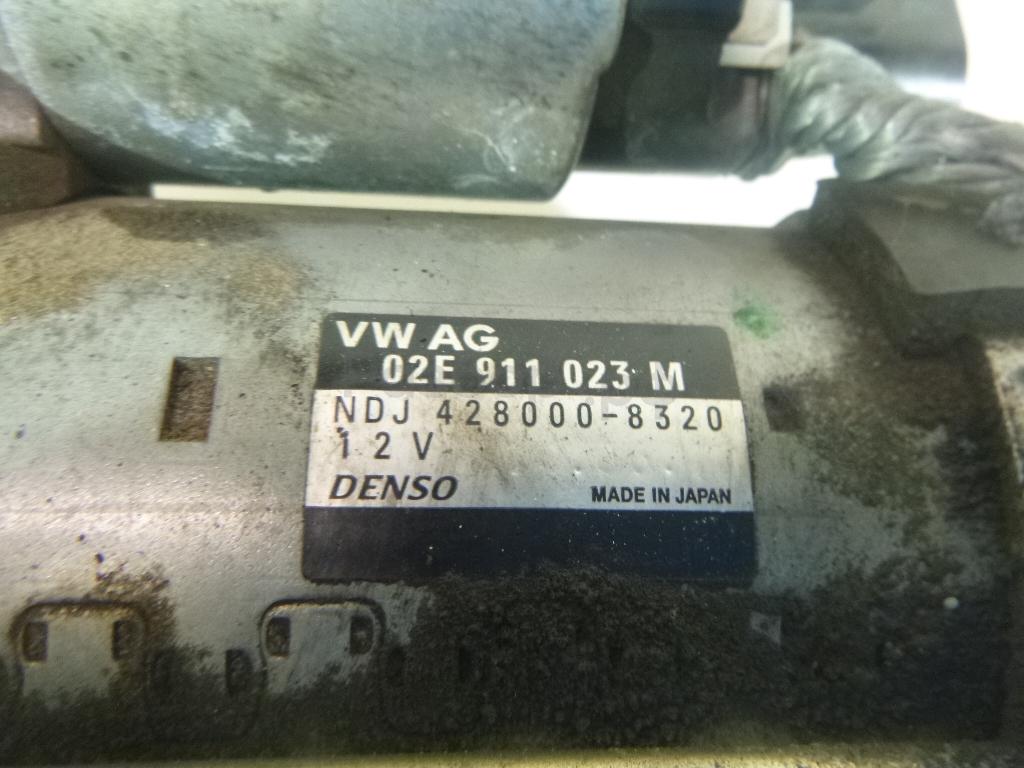 VW AG
02E 911 023 M
NDJ 428000-8320
12V
DENSO
MADE IN JAPAN